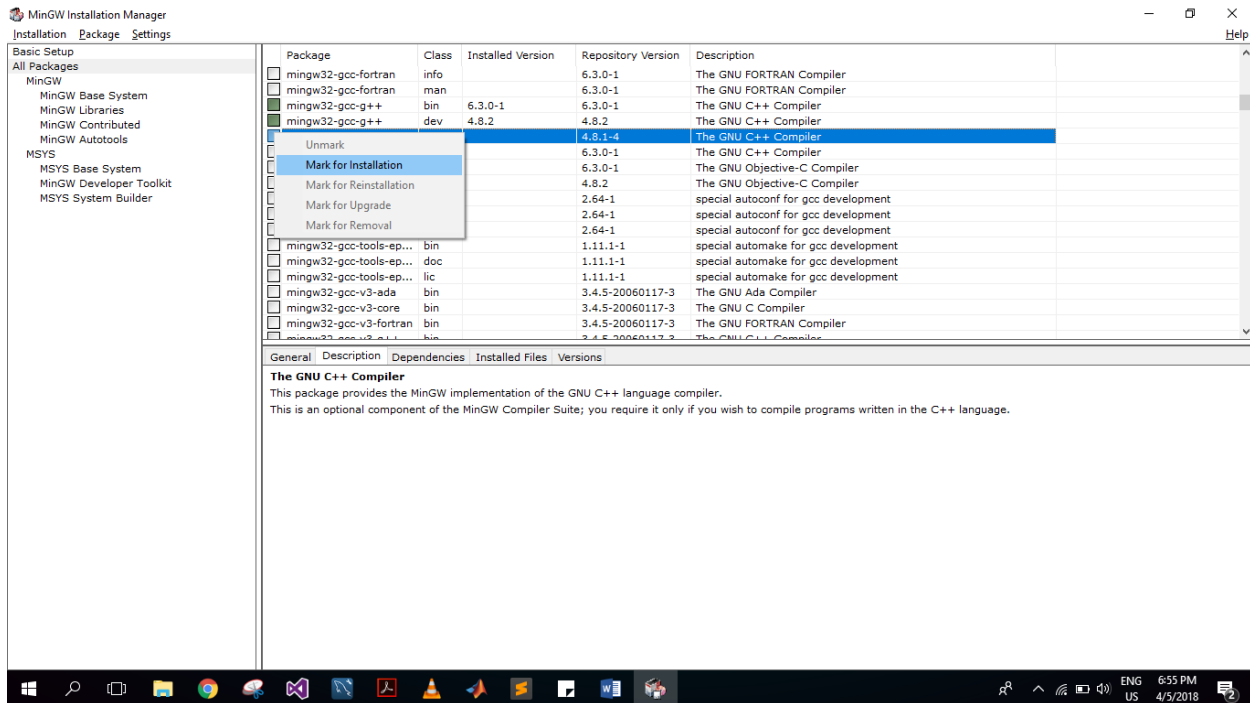 MinGW Installation Manager
Installation Package Settings Help
Basic Setup
All Packages
MinGW
MinGW Base System
MinGW Libraries
MinGW Contributed
MinGW Autotools
MSYS
MSYS Base System
MinGW Developer Toolkit
MSYS System Builder
Package Class Installed Version Repository Version Description
mingw32-gcc-fortran info 6.3.0-1 The GNU FORTRAN Compiler
mingw32-gcc-fortran man 6.3.0-1 The GNU FORTRAN Compiler
mingw32-gcc-g++ bin 6.3.0-1 6.3.0-1 The GNU C++ Compiler
mingw32-gcc-g++ dev 4.8.2 4.8.2 The GNU C++ Compiler
4.8.1-4 The GNU C++ Compiler
6.3.0-1 The GNU C++ Compiler
6.3.0-1 The GNU Objective-C Compiler
4.8.2 The GNU Objective-C Compiler
2.64-1 special autoconf for gcc development
2.64-1 special autoconf for gcc development
2.64-1 special autoconf for gcc development
mingw32-gcc-tools-ep... bin 1.11.1-1 special automake for gcc development
mingw32-gcc-tools-ep... doc 1.11.1-1 special automake for gcc development
mingw32-gcc-tools-ep... lic 1.11.1-1 special automake for gcc development
mingw32-gcc-v3-ada bin 3.4.5-20060117-3 The GNU Ada Compiler
mingw32-gcc-v3-core bin 3.4.5-20060117-3 The GNU C Compiler
mingw32-gcc-v3-fortran bin 3.4.5-20060117-3 The GNU FORTRAN Compiler
mingw32-gcc-v3-g++ bin 3.4.5-20060117-3 The GNU C++ Compiler
Unmark
Mark for Installation
Mark for Reinstallation
Mark for Upgrade
Mark for Removal
General Description Dependencies Installed Files Versions
The GNU C++ Compiler
This package provides the MinGW implementation of the GNU C++ language compiler.
This is an optional component of the MinGW Compiler Suite; you require it only if you wish to compile programs written in the C++ language.
ENG 6:55 PM
US 4/5/2018
2